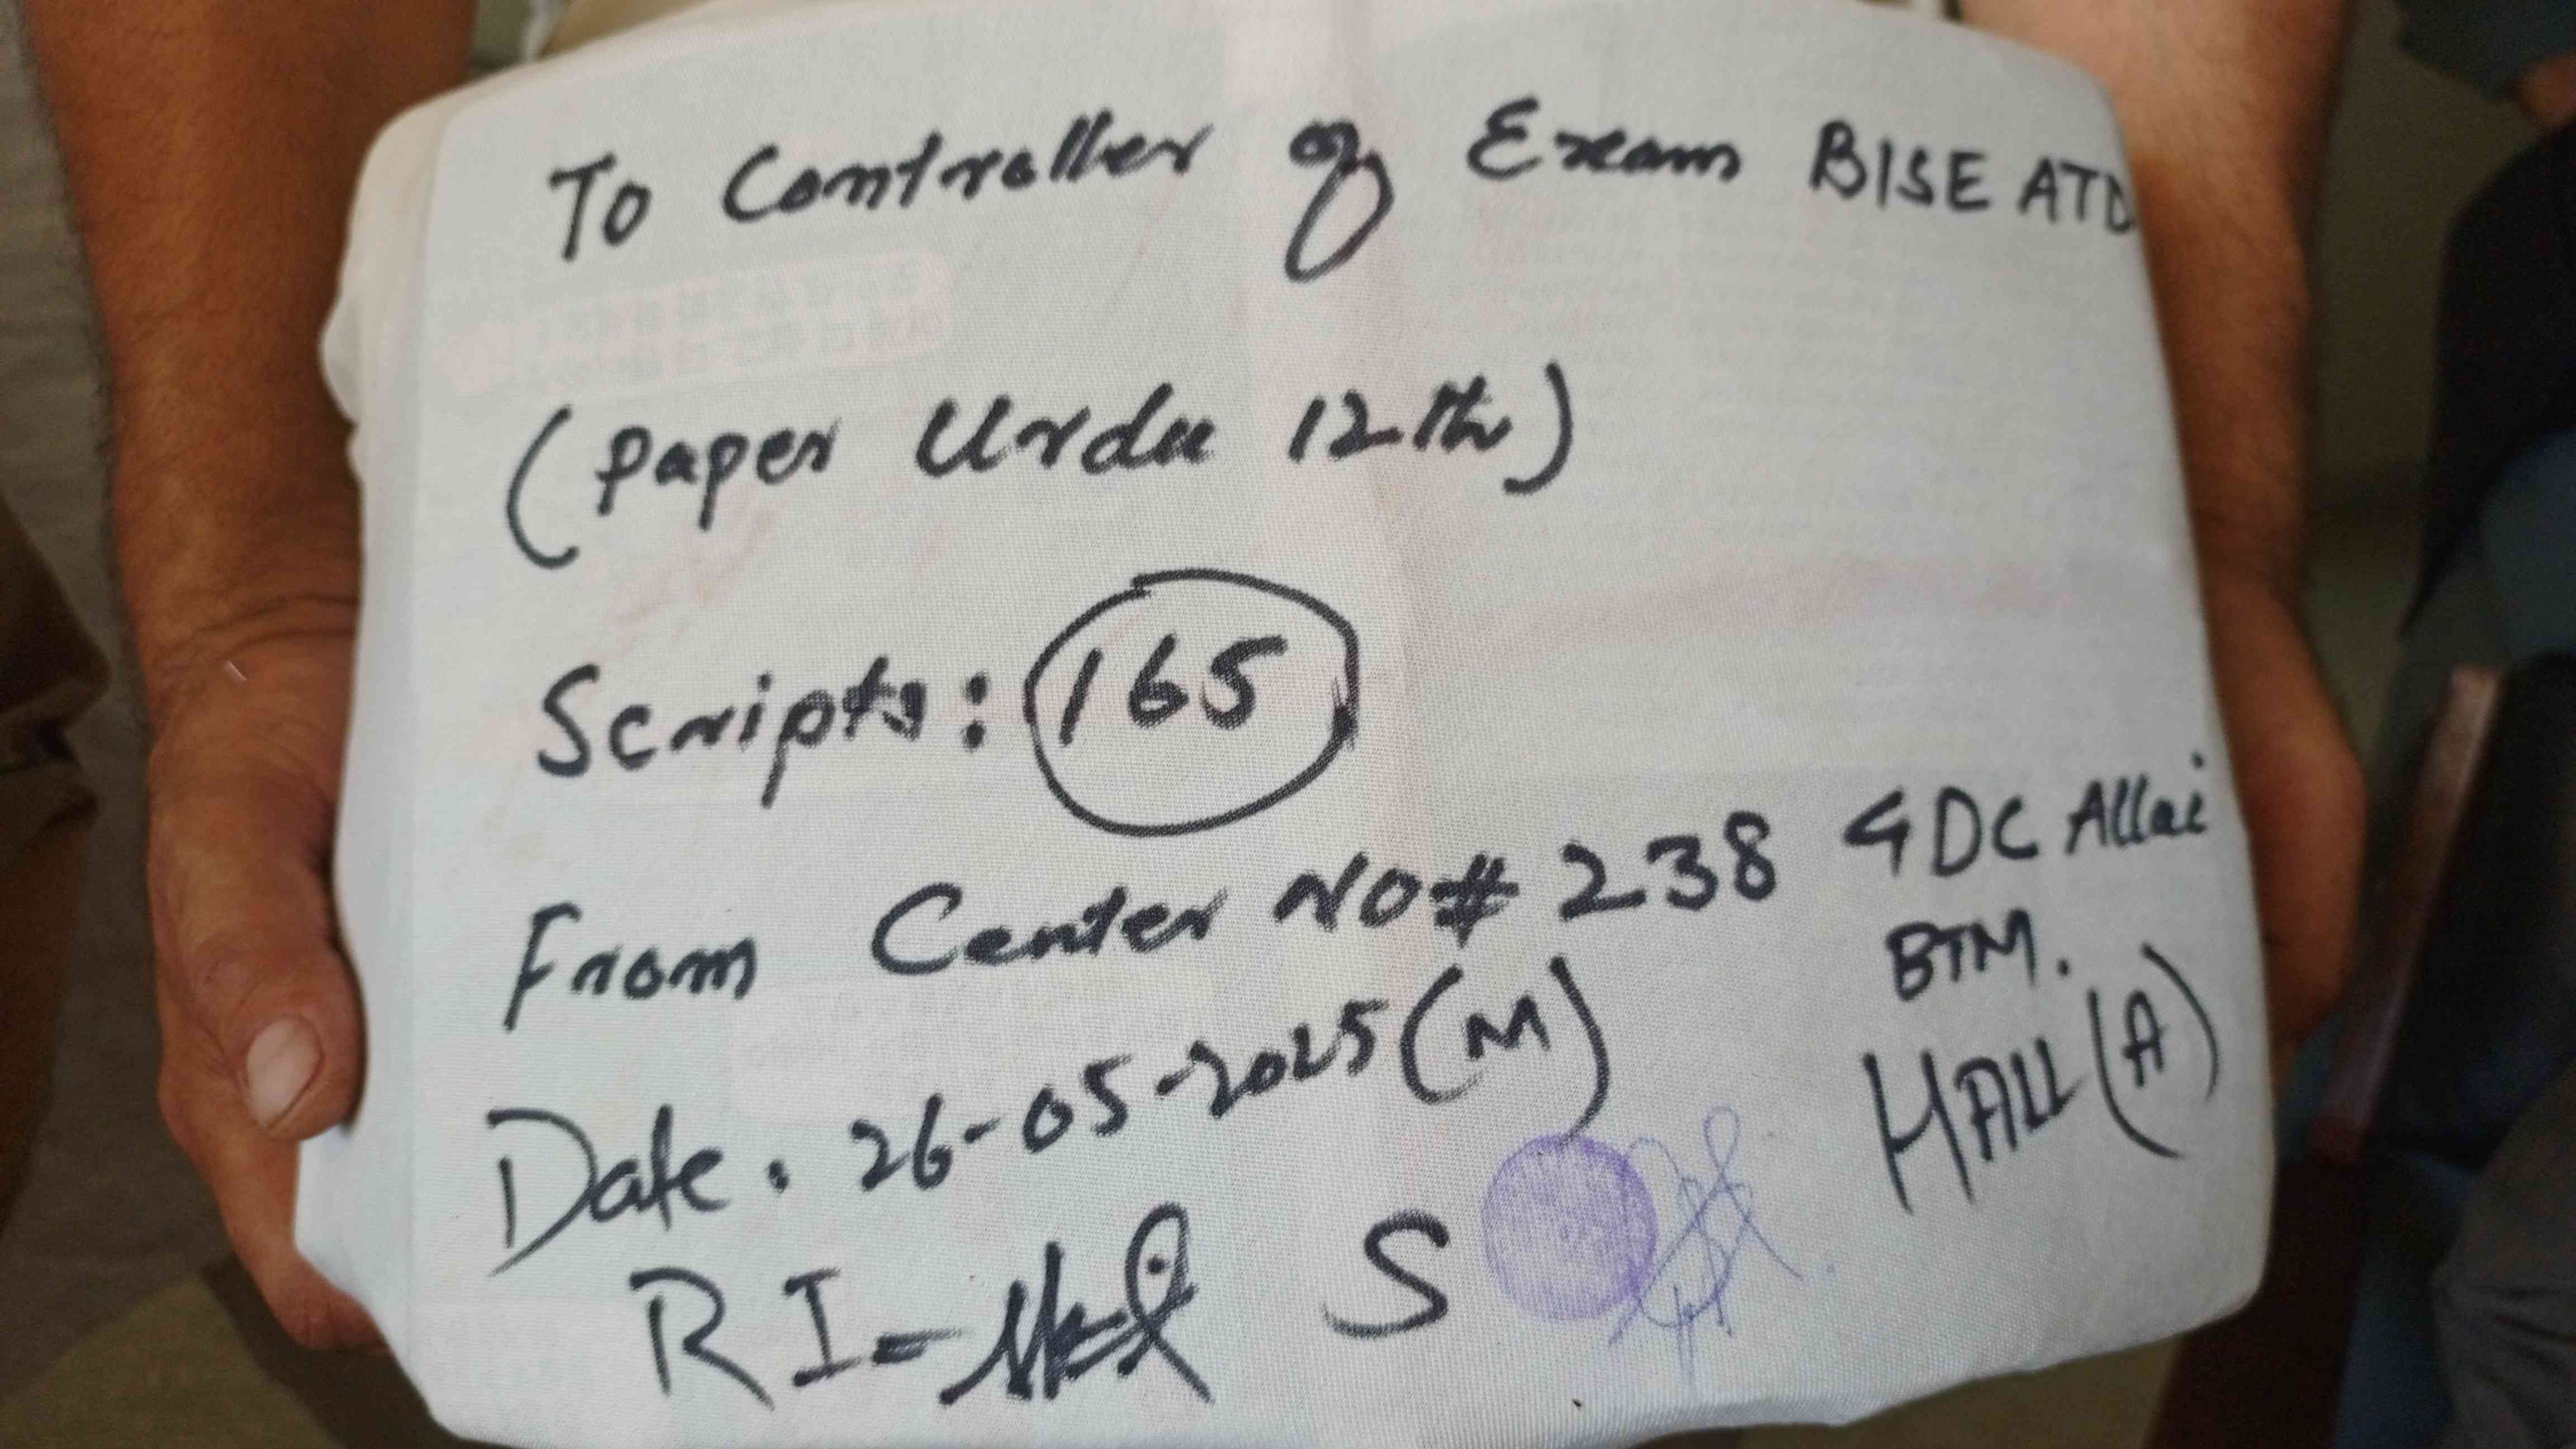 To Controller of Exam BISE ATD
(Paper Urdu 12th)
Scripts: 165
From Center No # 238 GDC Allai
BTM.
Date: 26-05-2025 (M)
HALL (A)
RI - S